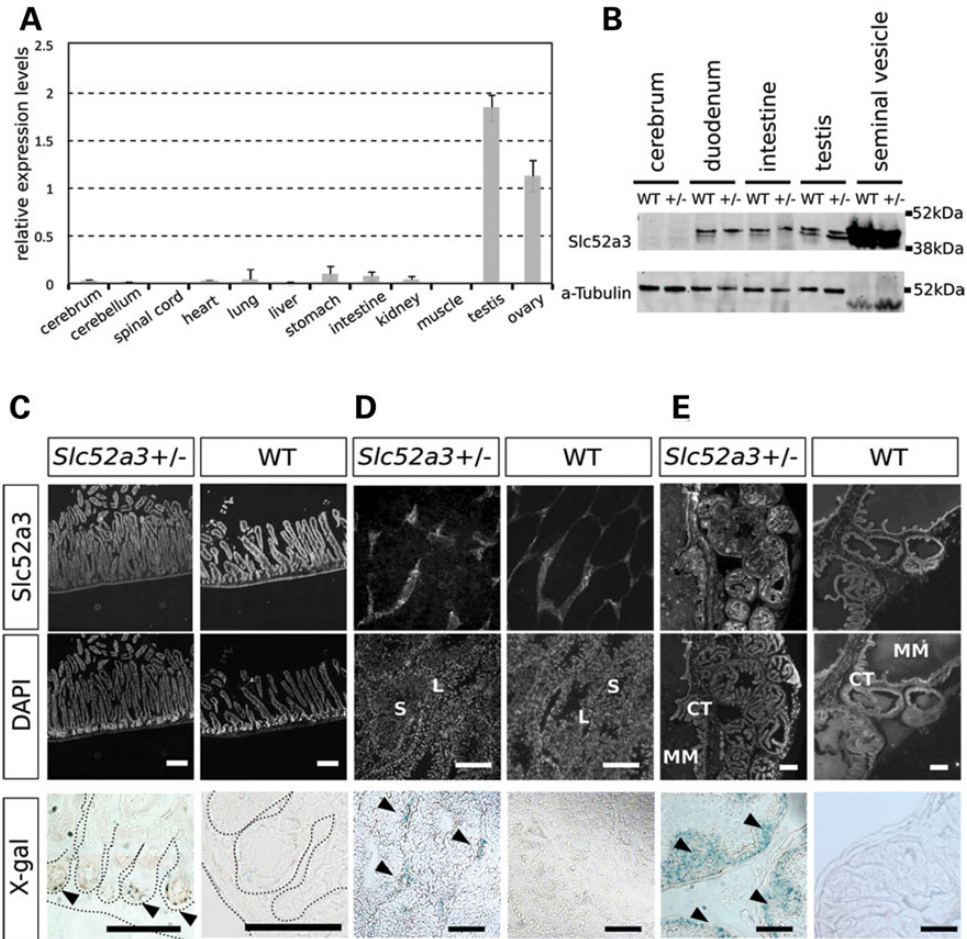 A
relative expression levels
2.5
2
1.5
1
0.5
0
cerebrum
cerebellum
spinal cord
heart
lung
liver
stomach
intestine
kidney
muscle
testis
ovary
B
cerebrum
duodenum
intestine
testis
seminal vesicle
WT +/- WT +/- WT +/- WT +/- WT +/-
52kDa
Slc52a3
38kDa
a-Tubulin
52kDa
C
D
E
Slc52a3+/- WT Slc52a3+/- WT Slc52a3+/- WT
Slc52a3
DAPI
L
S
S
L
CT
MM
MM
CT
X-gal